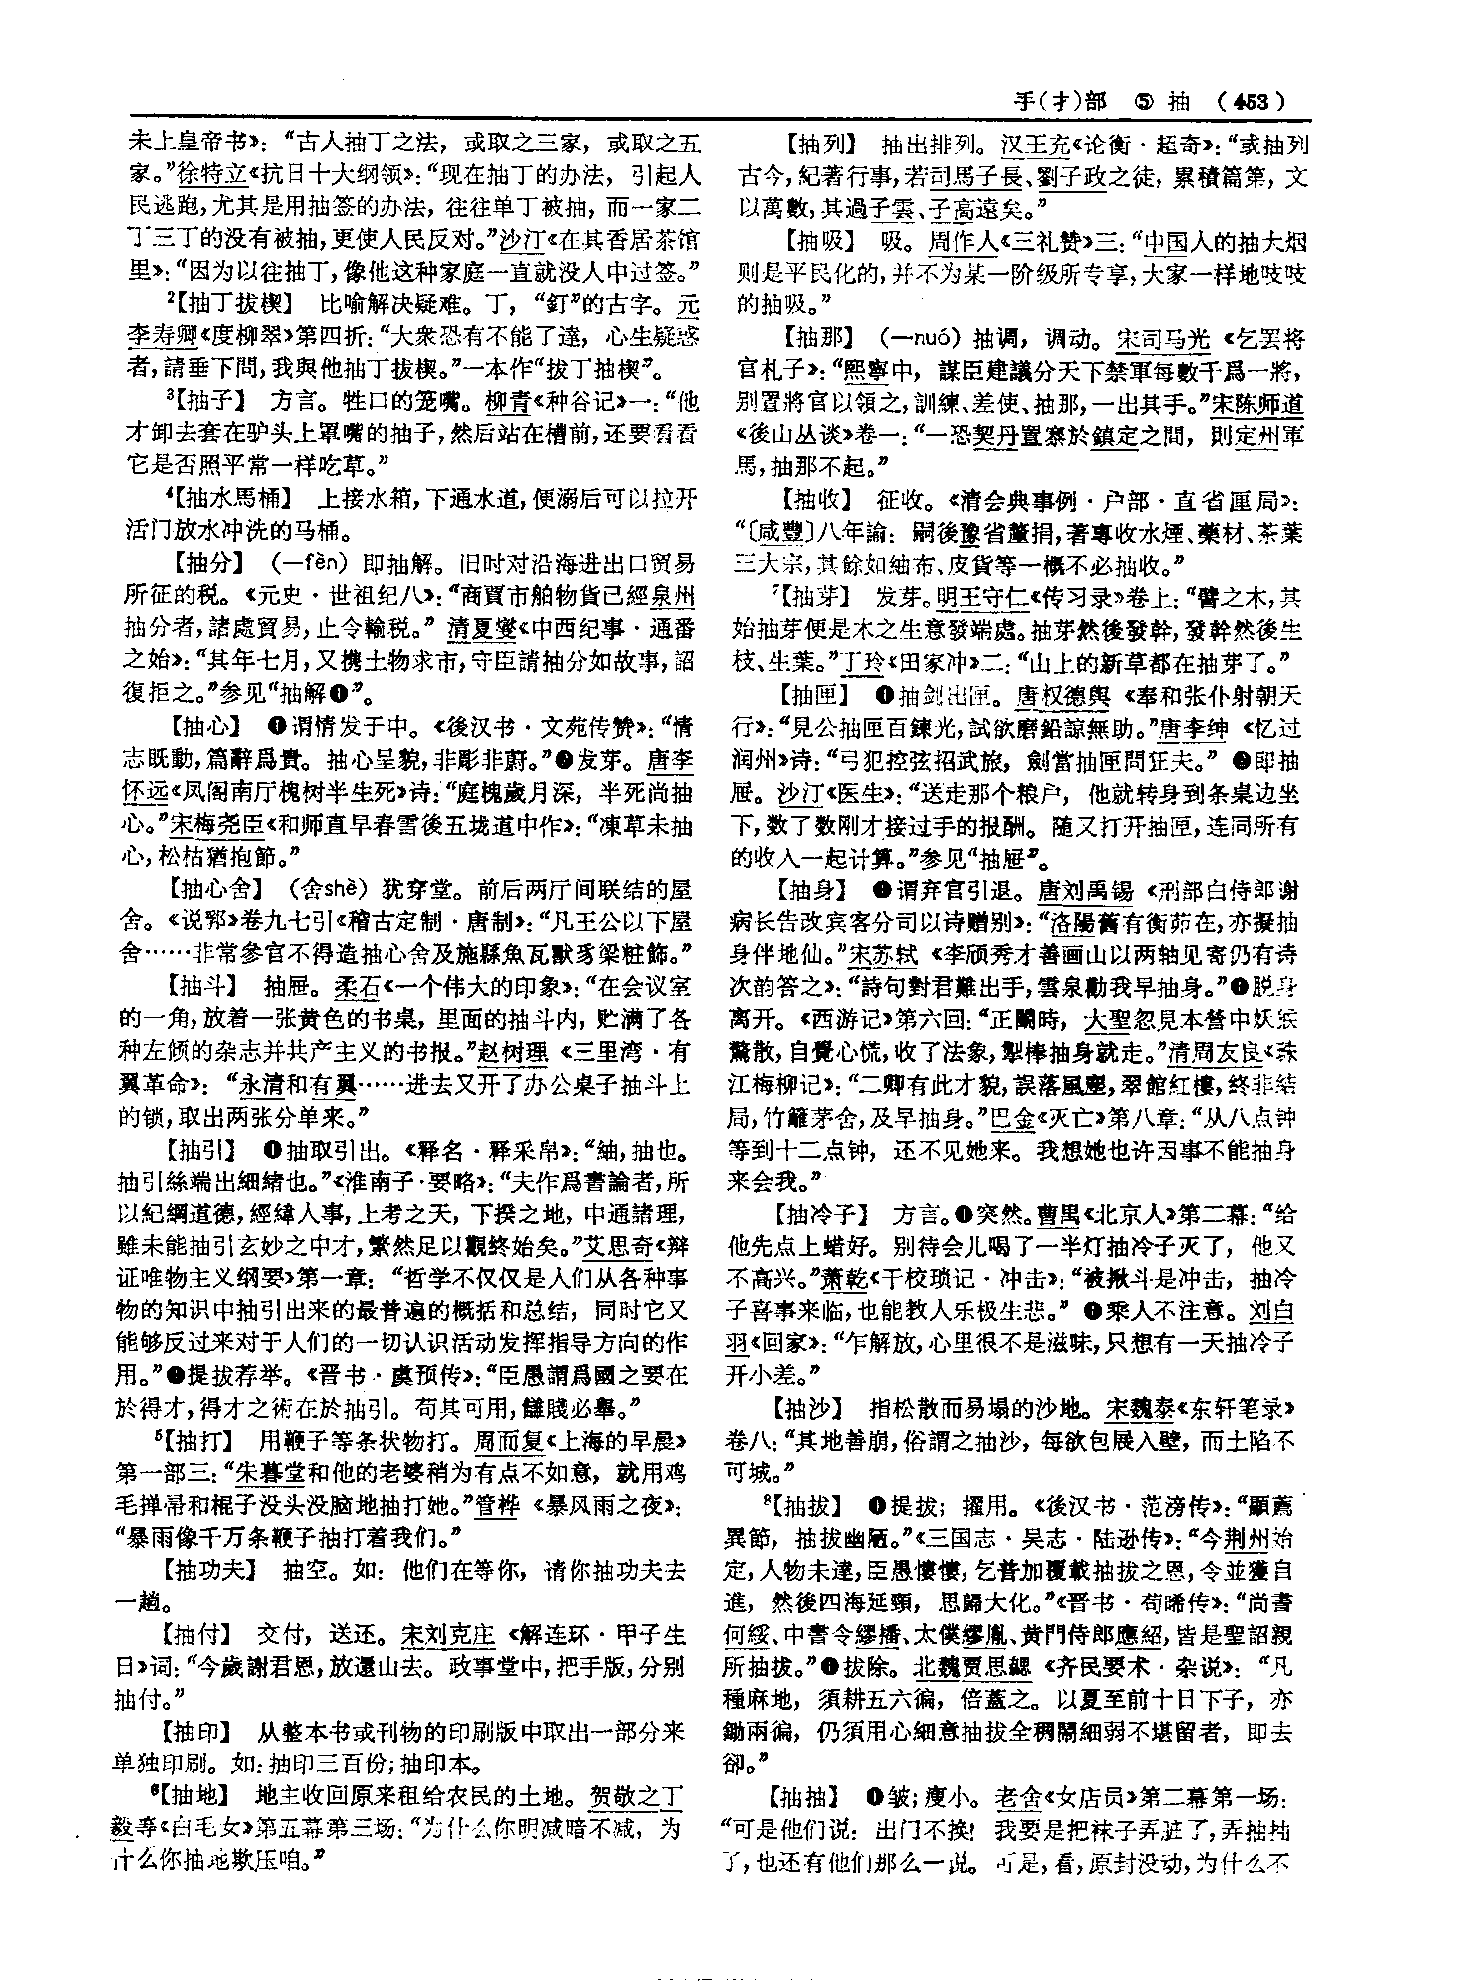 手(扌)部 ⑤ 抽 (453)
未上皇帝书》：“古人抽丁之法，或取之三家，或取之五
家。”徐特立《抗日十大纲领》：“现在抽丁的办法，引起人
民逃跑，尤其是用抽签的办法，往往单丁被抽，而一家二
丁三丁的没有被抽，更使人民反对。”沙汀《在其香居茶馆
里》：“因为以往抽丁，像他这种家庭一直就没人中过签。”
²【抽丁拔楔】 比喻解决疑难。丁，“釘”的古字。元
李寿卿《度柳翠》第四折：“大衆恐有不能了達，心生疑惑
者，請垂下問，我與他抽丁拔楔。”一本作“拔丁抽楔”。
³【抽子】 方言。牲口的笼嘴。柳青《种谷记》一：“他
才卸去套在驴头上罩嘴的抽子，然后站在槽前，还要看看
它是否照平常一样吃草。”
⁴【抽水馬桶】 上接水箱，下通水道，便溺后可以拉开
活门放水冲洗的马桶。
【抽分】 （—fēn）即抽解。旧时对沿海进出口贸易
所征的税。《元史·世祖纪八》：“商賈市舶物貨已經泉州
抽分者，諸處貿易，止令輸税。”清夏燮《中西纪事·通番
之始》：“其年七月，又携土物求市，守臣請抽分如故事，詔
復拒之。”参见“抽解❶”。
【抽心】 ❶谓情发于中。《後汉书·文苑传赞》：“情
志既動，篇辭爲貴。抽心呈貌，非彫非蔚。”❷发芽。唐李
怀远《凤阁南厅槐树半生死》诗：“庭槐歲月深，半死尚抽
心。”宋梅尧臣《和师直早春雪後五垅道中作》：“凍草未抽
心，松枯猶抱節。”
【抽心舍】 （舍shè）犹穿堂。前后两厅间联结的屋
舍。《说郛》卷九七引《稽古定制·唐制》：“凡王公以下屋
舍……非常參官不得造抽心舍及施縣魚瓦獸豸梁粧飾。”
【抽斗】 抽屉。柔石《一个伟大的印象》：“在会议室
的一角，放着一张黄色的书桌，里面的抽斗内，贮满了各
种左倾的杂志并共产主义的书报。”赵树理《三里湾·有
翼革命》：“永清和有翼……进去又开了办公桌子抽斗上
的锁，取出两张分单来。”
【抽引】 ❶抽取引出。《释名·释采帛》：“紬，抽也。
抽引絲端出細緒也。”《淮南子·要略》：“夫作爲書論者，所
以紀綱道德，經緯人事，上考之天，下揆之地，中通諸理，
雖未能抽引玄妙之中才，繁然足以觀終始矣。”艾思奇《辩
证唯物主义纲要》第一章：“哲学不仅仅是人们从各种事
物的知识中抽引出来的最普遍的概括和总结，同时它又
能够反过来对于人们的一切认识活动发挥指导方向的作
用。”❷提拔荐举。《晋书·虞预传》：“臣愚謂爲國之要在
於得才，得才之術在於抽引。苟其可用，讎賤必舉。”
⁵【抽打】 用鞭子等条状物打。周而复《上海的早晨》
第一部三：“朱暮堂和他的老婆稍为有点不如意，就用鸡
毛掸帚和棍子没头没脑地抽打她。”管桦《暴风雨之夜》：
“暴雨像千万条鞭子抽打着我们。”
【抽功夫】 抽空。如：他们在等你，请你抽功夫去
一趟。
【抽付】 交付，送还。宋刘克庄《解连环·甲子生
日》词：“今歲謝君恩，放還山去。政事堂中，把手版，分别
抽付。”
【抽印】 从整本书或刊物的印刷版中取出一部分来
单独印刷。如：抽印三百份；抽印本。
⁶【抽地】 地主收回原来租给农民的土地。贺敬之丁
毅等《白毛女》第五幕第三场：“为什么你明减暗不减，为
什么你抽地欺压咱。”
【抽列】 抽出排列。汉王充《论衡·超奇》：“或抽列
古今，紀著行事，若司馬子長、劉子政之徒，累積篇第，文
以萬數，其過子雲、子高遠矣。”
【抽吸】 吸。周作人《三礼赞》三：“中国人的抽大烟
则是平民化的，并不为某一阶级所专享，大家一样地吱吱
的抽吸。”
【抽那】 （—nuó）抽调，调动。宋司马光《乞罢将
官札子》：“熙寧中，謀臣建議分天下禁軍每數千爲一將，
別置將官以領之，訓練、差使、抽那，一出其手。”宋陈师道
《後山丛谈》卷一：“一恐契丹置寨於鎮定之間，則定州軍
馬，抽那不起。”
【抽收】 征收。《清会典事例·户部·直省厘局》：
“〔咸豐〕八年諭：嗣後豫省釐捐，著專收水煙、藥材、茶葉
三大宗，其餘如紬布、皮貨等一概不必抽收。”
⁷【抽芽】 发芽。明王守仁《传习录》卷上：“譬之木，其
始抽芽便是木之生意發端處。抽芽然後發幹，發幹然後生
枝、生葉。”丁玲《田家冲》二：“山上的新草都在抽芽了。”
【抽匣】 ❶抽剑出匣。唐权德舆《奉和张仆射朝天
行》：“見公抽匣百鍊光，試欲磨鉛諒無助。”唐李绅《忆过
润州》诗：“弓犯控弦招武旅，劍當抽匣問狂夫。”❷即抽
屉。沙汀《医生》：“送走那个粮户，他就转身到条桌边坐
下，数了数刚才接过手的报酬。随又打开抽匣，连同所有
的收入一起计算。”参见“抽屉”。
【抽身】 ❶谓弃官引退。唐刘禹锡《刑部白侍郎谢
病长告改宾客分司以诗赠别》：“洛陽舊有衡茆在，亦擬抽
身伴地仙。”宋苏轼《李颀秀才善画山以两轴见寄仍有诗
次韵答之》：“詩句對君難出手，雲泉勸我早抽身。”❷脱身
离开。《西游记》第六回：“正鬭時，大聖忽見本營中妖猴
驚散，自覺心慌，收了法象，掣棒抽身就走。”清周友良《珠
江梅柳记》：“二卿有此才貌，誤落風塵，翠館紅樓，終非结
局，竹籬茅舍，及早抽身。”巴金《灭亡》第八章：“从八点钟
等到十二点钟，还不见她来。我想她也许因事不能抽身
来会我。”
【抽冷子】 方言。❶突然。曹禺《北京人》第二幕：“给
他先点上蜡好。别待会儿喝了一半灯抽冷子灭了，他又
不高兴。”萧乾《干校琐记·冲击》：“被揪斗是冲击，抽冷
子喜事来临，也能教人乐极生悲。”❷乘人不注意。刘白
羽《回家》：“乍解放，心里很不是滋味，只想有一天抽冷子
开小差。”
【抽沙】 指松散而易塌的沙地。宋魏泰《东轩笔录》
卷八：“其地善崩，俗謂之抽沙，每欲包展入壁，而土陷不
可城。”
⁸【抽拔】 ❶提拔；擢用。《後汉书·范滂传》：“顯薦
異節，抽拔幽陋。”《三国志·吴志·陆逊传》：“今荆州始
定，人物未達，臣愚慺慺，乞普加覆載抽拔之恩，令並獲自
進，然後四海延頸，思歸大化。”《晋书·苟晞传》：“尚書
何綏、中書令繆播、太僕繆胤、黄門侍郎應紹，皆是聖詔親
所抽拔。”❷拔除。北魏贾思勰《齐民要术·杂说》：“凡
種麻地，須耕五六徧，倍蓋之。以夏至前十日下子，亦
鋤兩徧，仍須用心細意抽拔全稠鬧細弱不堪留者，即去
卻。”
【抽抽】 ❶皱；瘦小。老舍《女店员》第二幕第一场：
“可是他们说：出门不换！我要是把袜子弄脏了，弄抽抽
了，也还有他们那么一说。可是，看，原封没动，为什么不